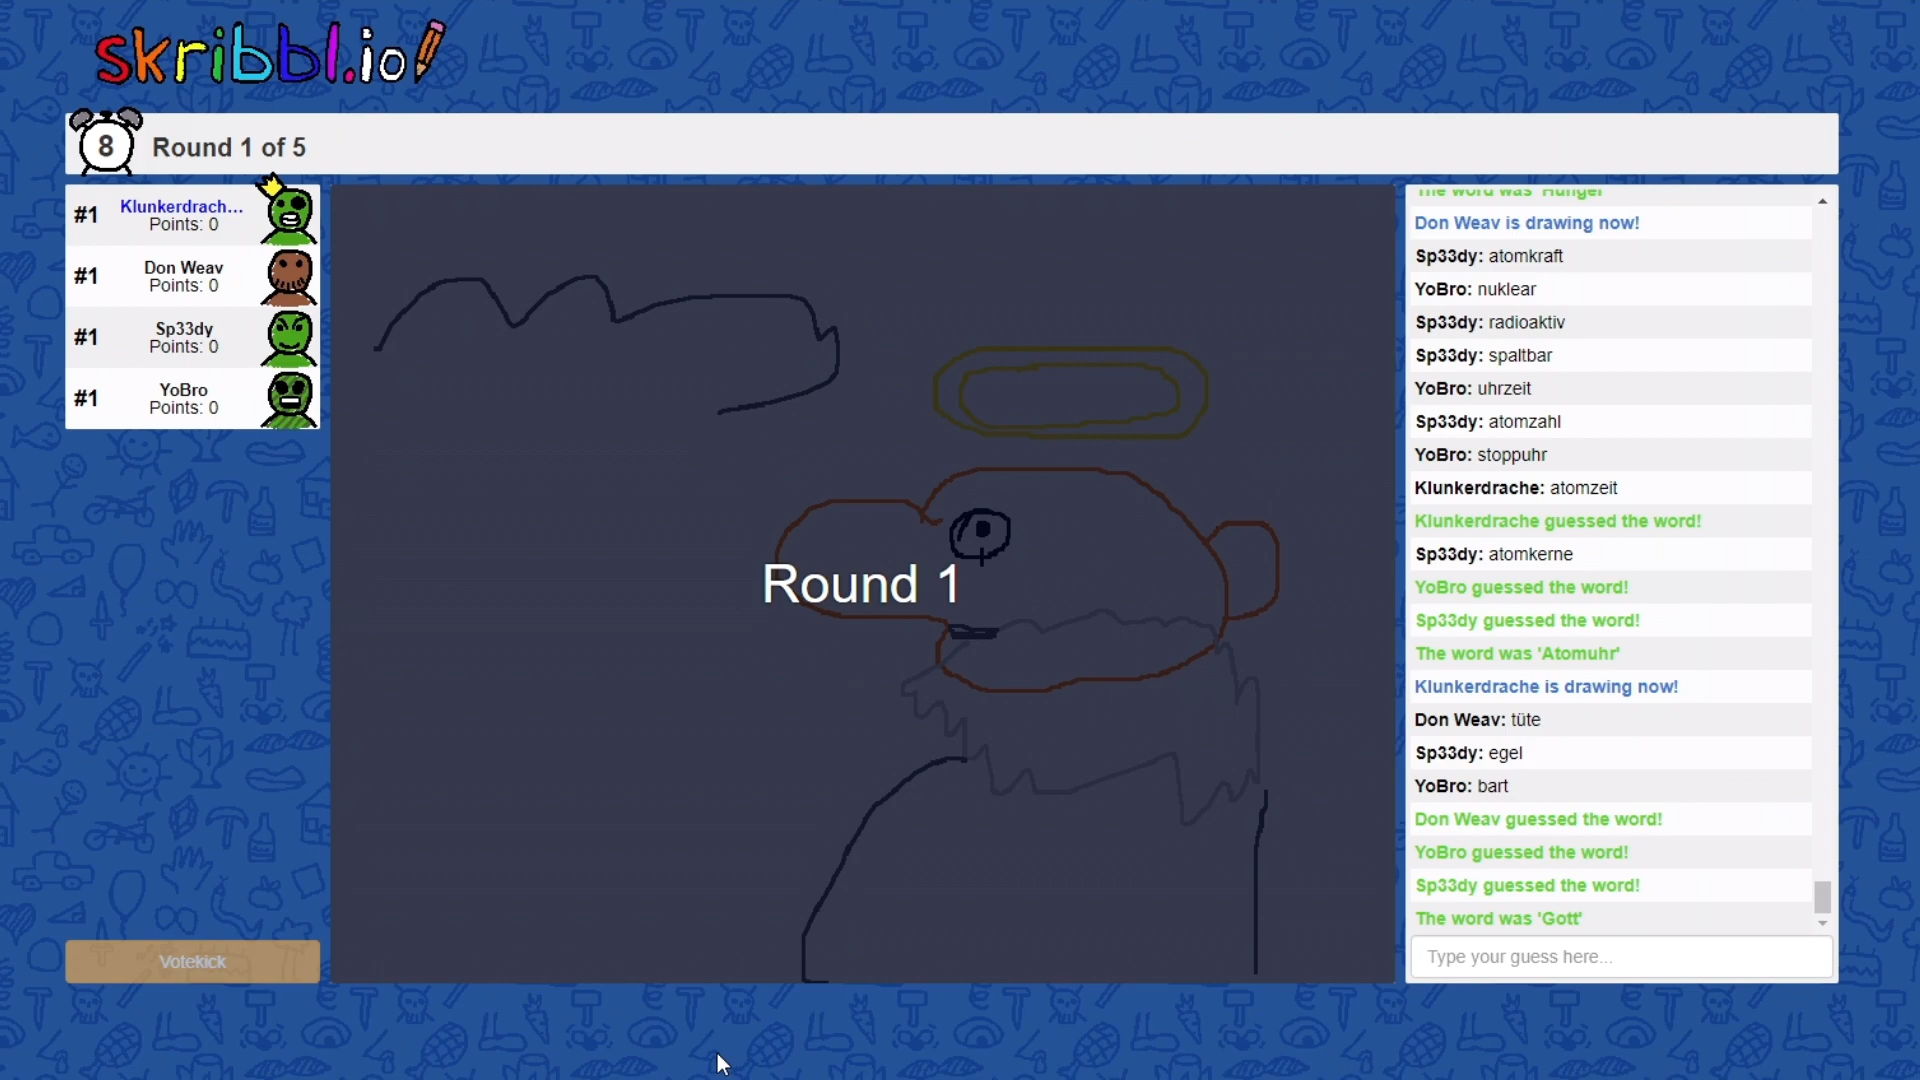 skribbl.io
8
Round 1 of 5
#1
Klunkerdrach...
Points: 0
#1
Don Weav
Points: 0
#1
Sp33dy
Points: 0
#1
YoBro
Points: 0
Votekick
Round 1
The word was 'Hunger'
Don Weav is drawing now!
Sp33dy: atomkraft
YoBro: nuklear
Sp33dy: radioaktiv
Sp33dy: spaltbar
YoBro: uhrzeit
Sp33dy: atomzahl
YoBro: stoppuhr
Klunkerdrache: atomzeit
Klunkerdrache guessed the word!
Sp33dy: atomkerne
YoBro guessed the word!
Sp33dy guessed the word!
The word was 'Atomuhr'
Klunkerdrache is drawing now!
Don Weav: tüte
Sp33dy: egel
YoBro: bart
Don Weav guessed the word!
YoBro guessed the word!
Sp33dy guessed the word!
The word was 'Gott'
Type your guess here...